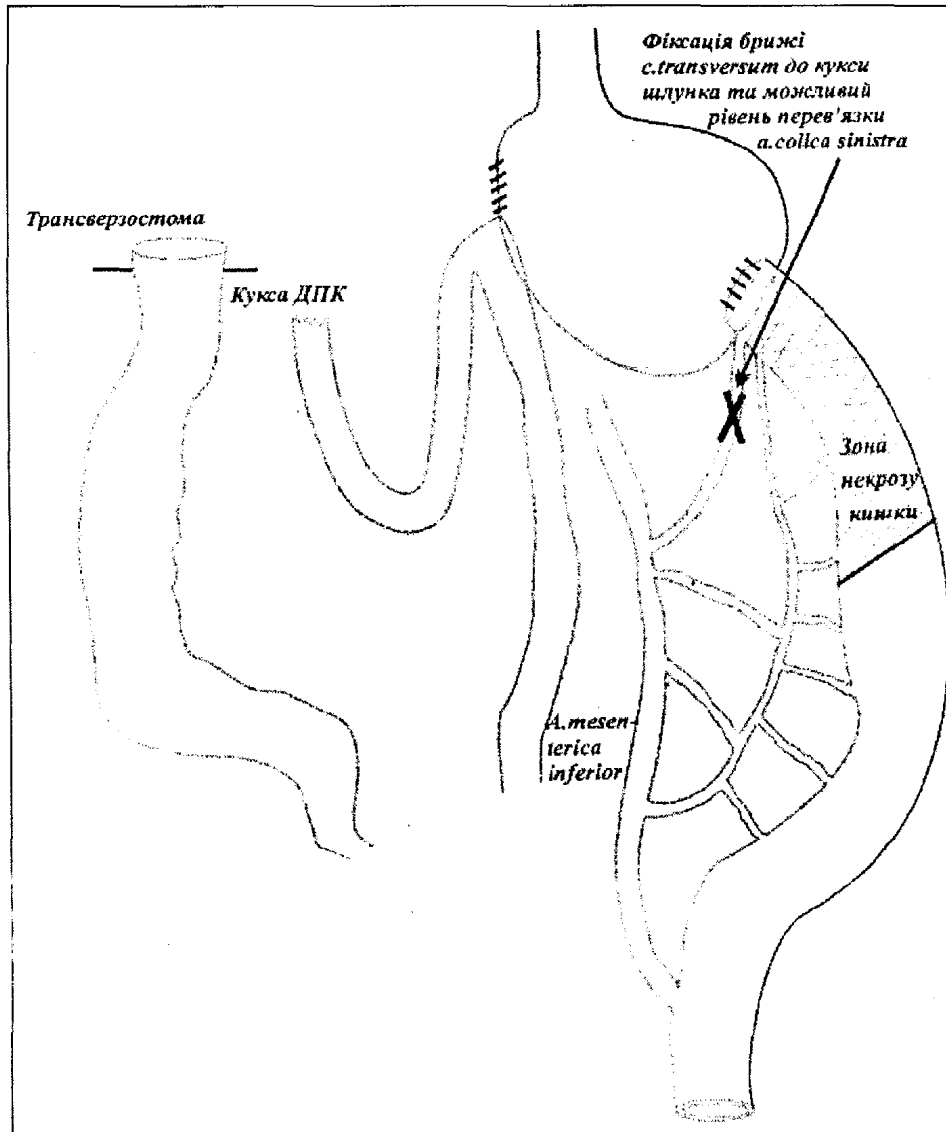 Фіксація брижі
c.transversum до кукси
шлунка та можливий
рівень перев'язки
a.colica sinistra
Трансверзостома
Кукса ДПК
Зона
некрозу
кишки
A.mesen-
terica
inferior